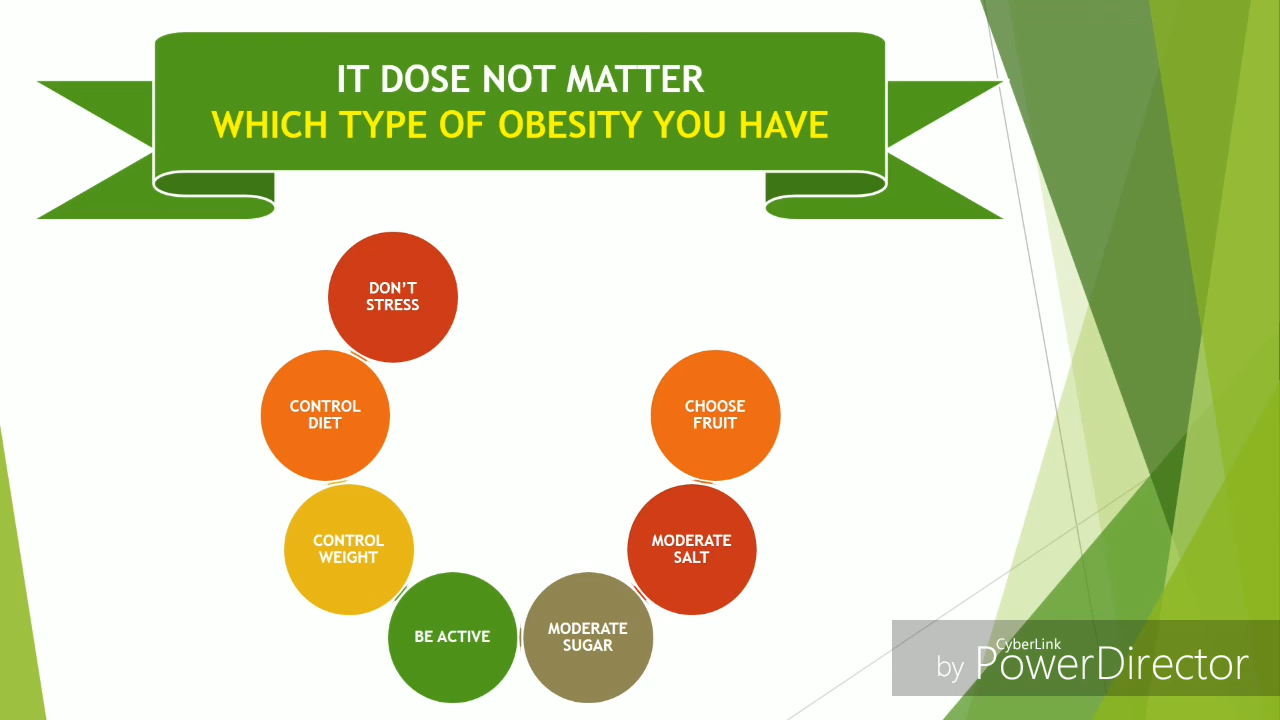 IT DOSE NOT MATTER
WHICH TYPE OF OBESITY YOU HAVE
DON'T
STRESS
CONTROL
DIET
CONTROL
WEIGHT
BE ACTIVE
MODERATE
SUGAR
MODERATE
SALT
CHOOSE
FRUIT
CyberLink
by PowerDirector